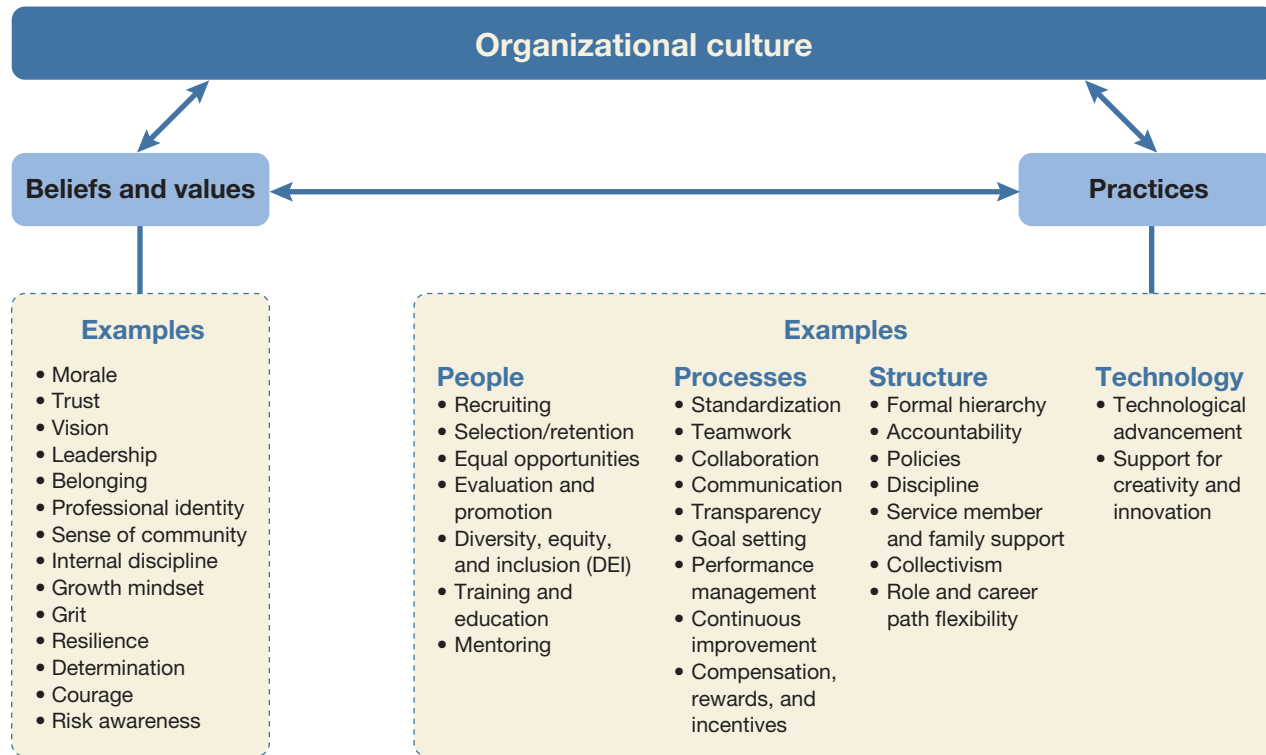 Organizational culture
Beliefs and values
Practices
Examples
• Morale
• Trust
• Vision
• Leadership
• Belonging
• Professional identity
• Sense of community
• Internal discipline
• Growth mindset
• Grit
• Resilience
• Determination
• Courage
• Risk awareness
Examples
People
• Recruiting
• Selection/retention
• Equal opportunities
• Evaluation and
promotion
• Diversity, equity,
and inclusion (DEI)
• Training and
education
• Mentoring
Processes
• Standardization
• Teamwork
• Collaboration
• Communication
• Transparency
• Goal setting
• Performance
management
• Continuous
improvement
• Compensation,
rewards, and
incentives
Structure
• Formal hierarchy
• Accountability
• Policies
• Discipline
• Service member
and family support
• Collectivism
• Role and career
path flexibility
Technology
• Technological
advancement
• Support for
creativity and
innovation